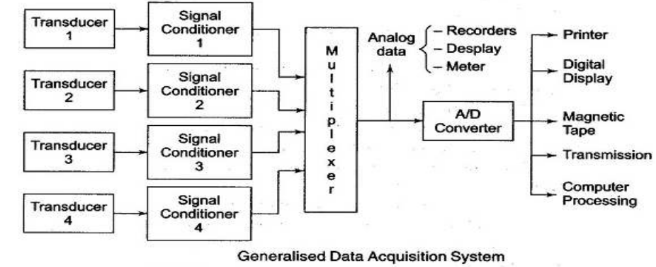 Transducer
1
Signal
Conditioner
1
Transducer
2
Signal
Conditioner
2
Transducer
3
Signal
Conditioner
3
Transducer
4
Signal
Conditioner
4
Multiplexer
Analog
data
– Recorders
– Desplay
– Meter
A/D
Converter
Printer
Digital
Display
Magnetic
Tape
Transmission
Computer
Processing
Generalised Data Acquisition System